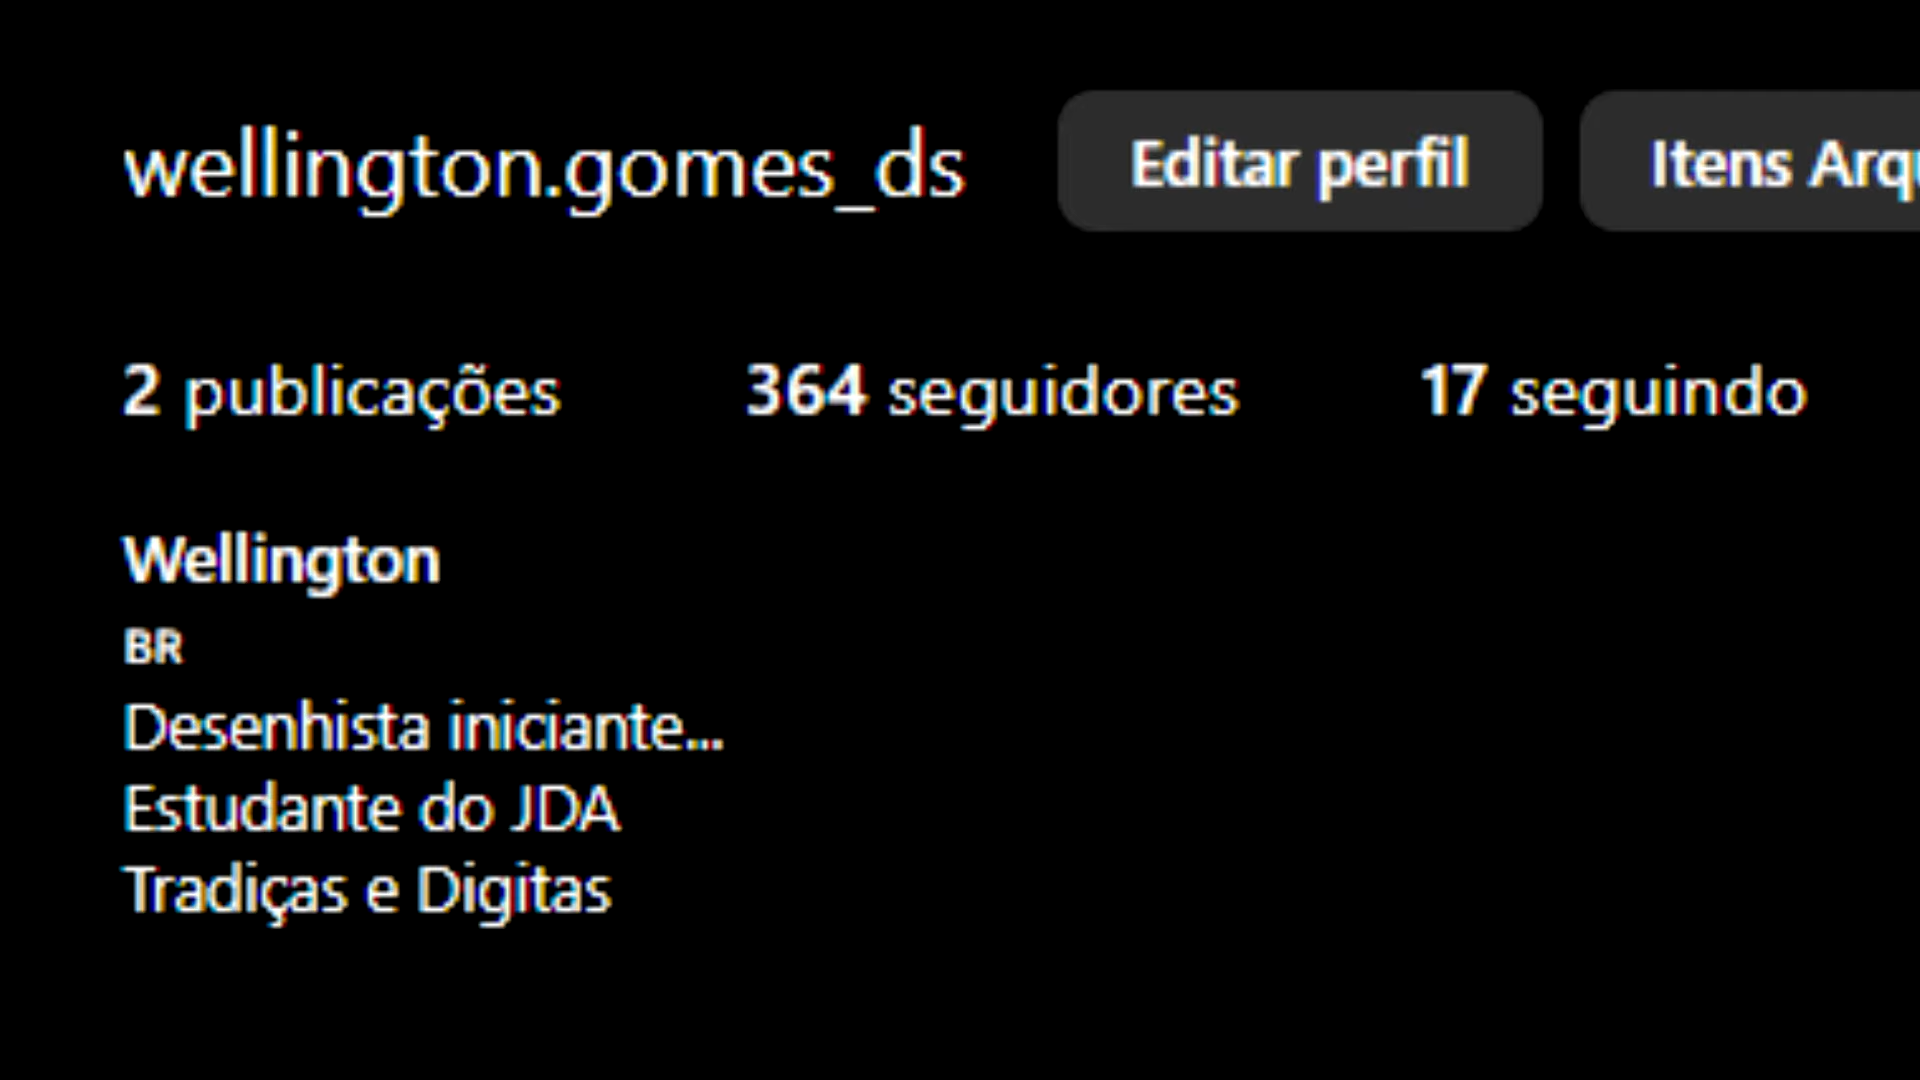 wellington.gomes_ds Editar perfil Itens Arqu
2 publicações 364 seguidores 17 seguindo
Wellington
BR
Desenhista iniciante...
Estudante do JDA
Tradiças e Digitas